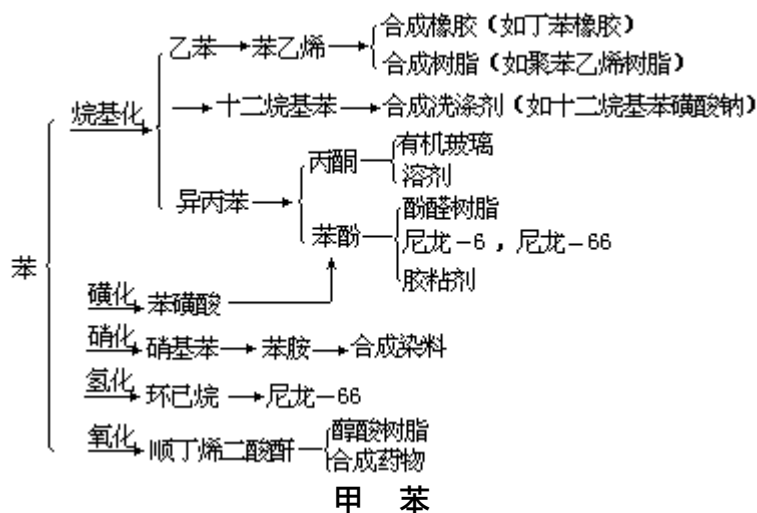 合成橡胶（如丁苯橡胶）
乙苯→苯乙烯→
合成树脂（如聚苯乙烯树脂）
烷基化
→十二烷基苯→合成洗涤剂（如十二烷基苯磺酸钠）
有机玻璃
丙酮
溶剂
异丙苯→
酚醛树脂
苯酚
尼龙－6，尼龙－66
胶粘剂
苯
磺化 苯磺酸
硝化 硝基苯→苯胺→合成染料
氢化 环已烷→尼龙－66
氧化 顺丁烯二酸酐
醇酸树脂
合成药物
甲 苯